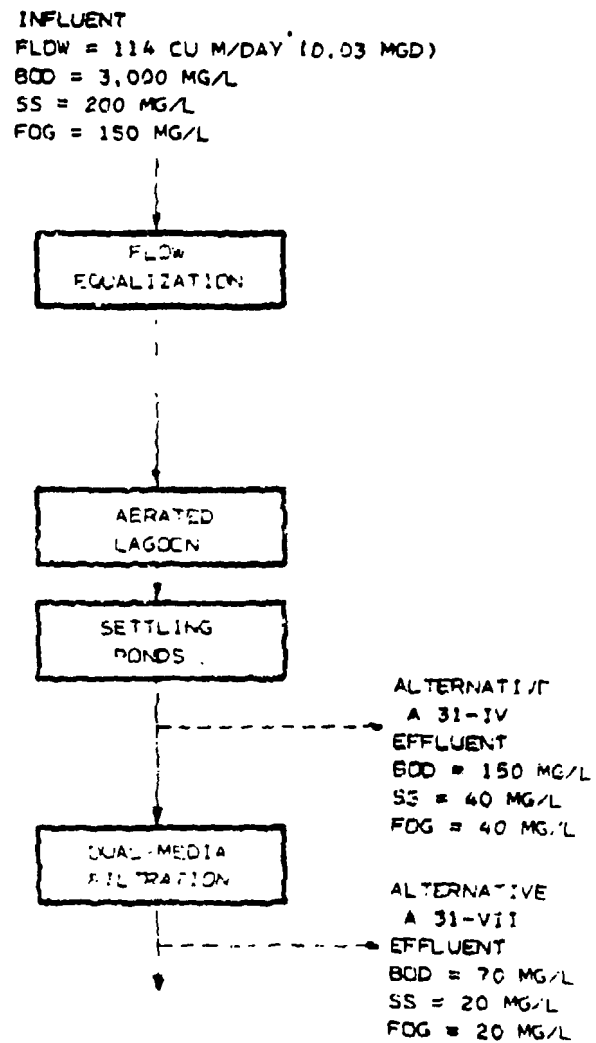 INFLUENT
FLOW = 114 CU M/DAY (0.03 MGD)
BOD = 3,000 MG/L
SS = 200 MG/L
FOG = 150 MG/L
FLOW
EQUALIZATION
AERATED
LAGOON
SETTLING
PONDS
ALTERNATIVE
A 31-IV
EFFLUENT
BOD = 150 MG/L
SS = 40 MG/L
FOG = 40 MG/L
DUAL-MEDIA
FILTRATION
ALTERNATIVE
A 31-VII
EFFLUENT
BOD = 70 MG/L
SS = 20 MG/L
FOG = 20 MG/L